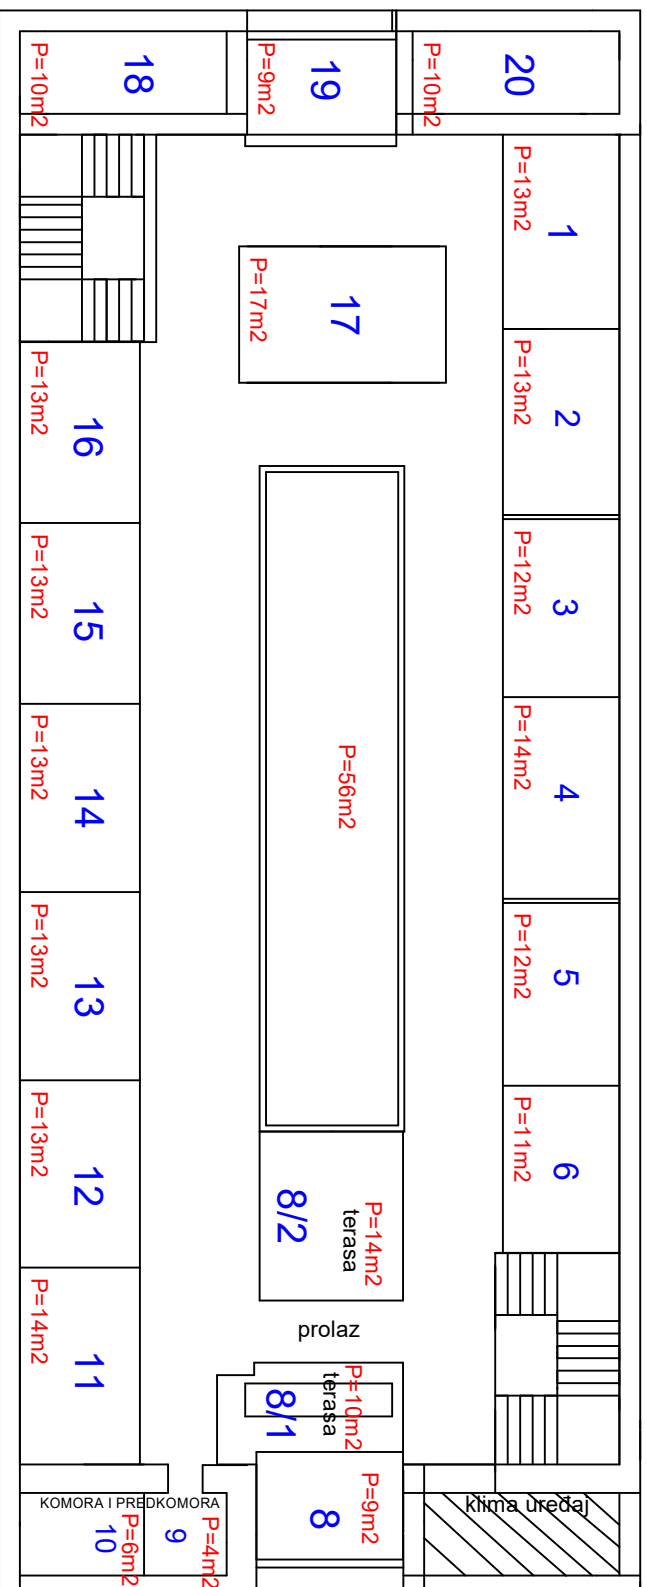 18
P=10m2
19
P=9m2
20
P=10m2
1
P=13m2
17
P=17m2
2
P=13m2
16
P=13m2
3
P=12m2
15
P=13m2
4
P=14m2
P=56m2
14
P=13m2
5
P=12m2
13
P=13m2
6
P=11m2
12
P=13m2
8/2
P=14m2
terasa
prolaz
11
P=14m2
8/1
P=10m2
terasa
8
P=9m2
klima uređaj
KOMORA I PREDKOMORA
10
P=6m2
9
P=4m2